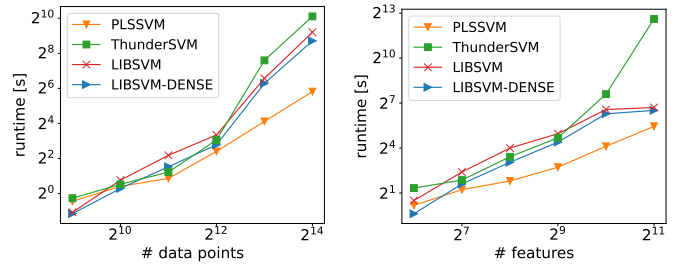 runtime [s]
2^10
2^8
2^6
2^4
2^2
2^0
PLSSVM
ThunderSVM
LIBSVM
LIBSVM-DENSE
2^10
2^12
2^14
# data points
runtime [s]
2^13
2^10
2^7
2^4
2^1
PLSSVM
ThunderSVM
LIBSVM
LIBSVM-DENSE
2^7
2^9
2^11
# features